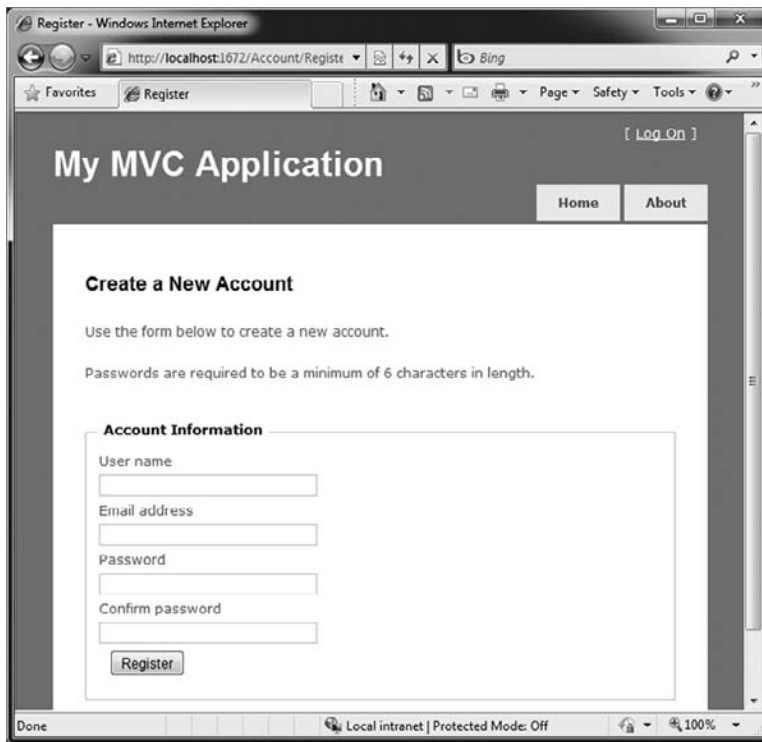 Register - Windows Internet Explorer
http://localhost:1672/Account/Registe
Bing
Favorites
Register
Page
Safety
Tools
[ Log On ]
My MVC Application
Home
About
Create a New Account
Use the form below to create a new account.
Passwords are required to be a minimum of 6 characters in length.
Account Information
User name
Email address
Password
Confirm password
Register
Done
Local intranet | Protected Mode: Off
100%